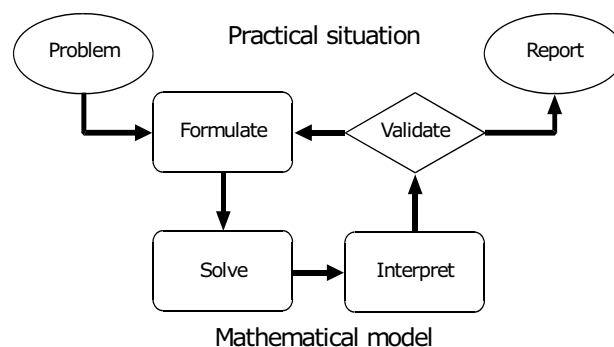 Problem
Practical situation
Report
Formulate
Validate
Solve
Interpret
Mathematical model